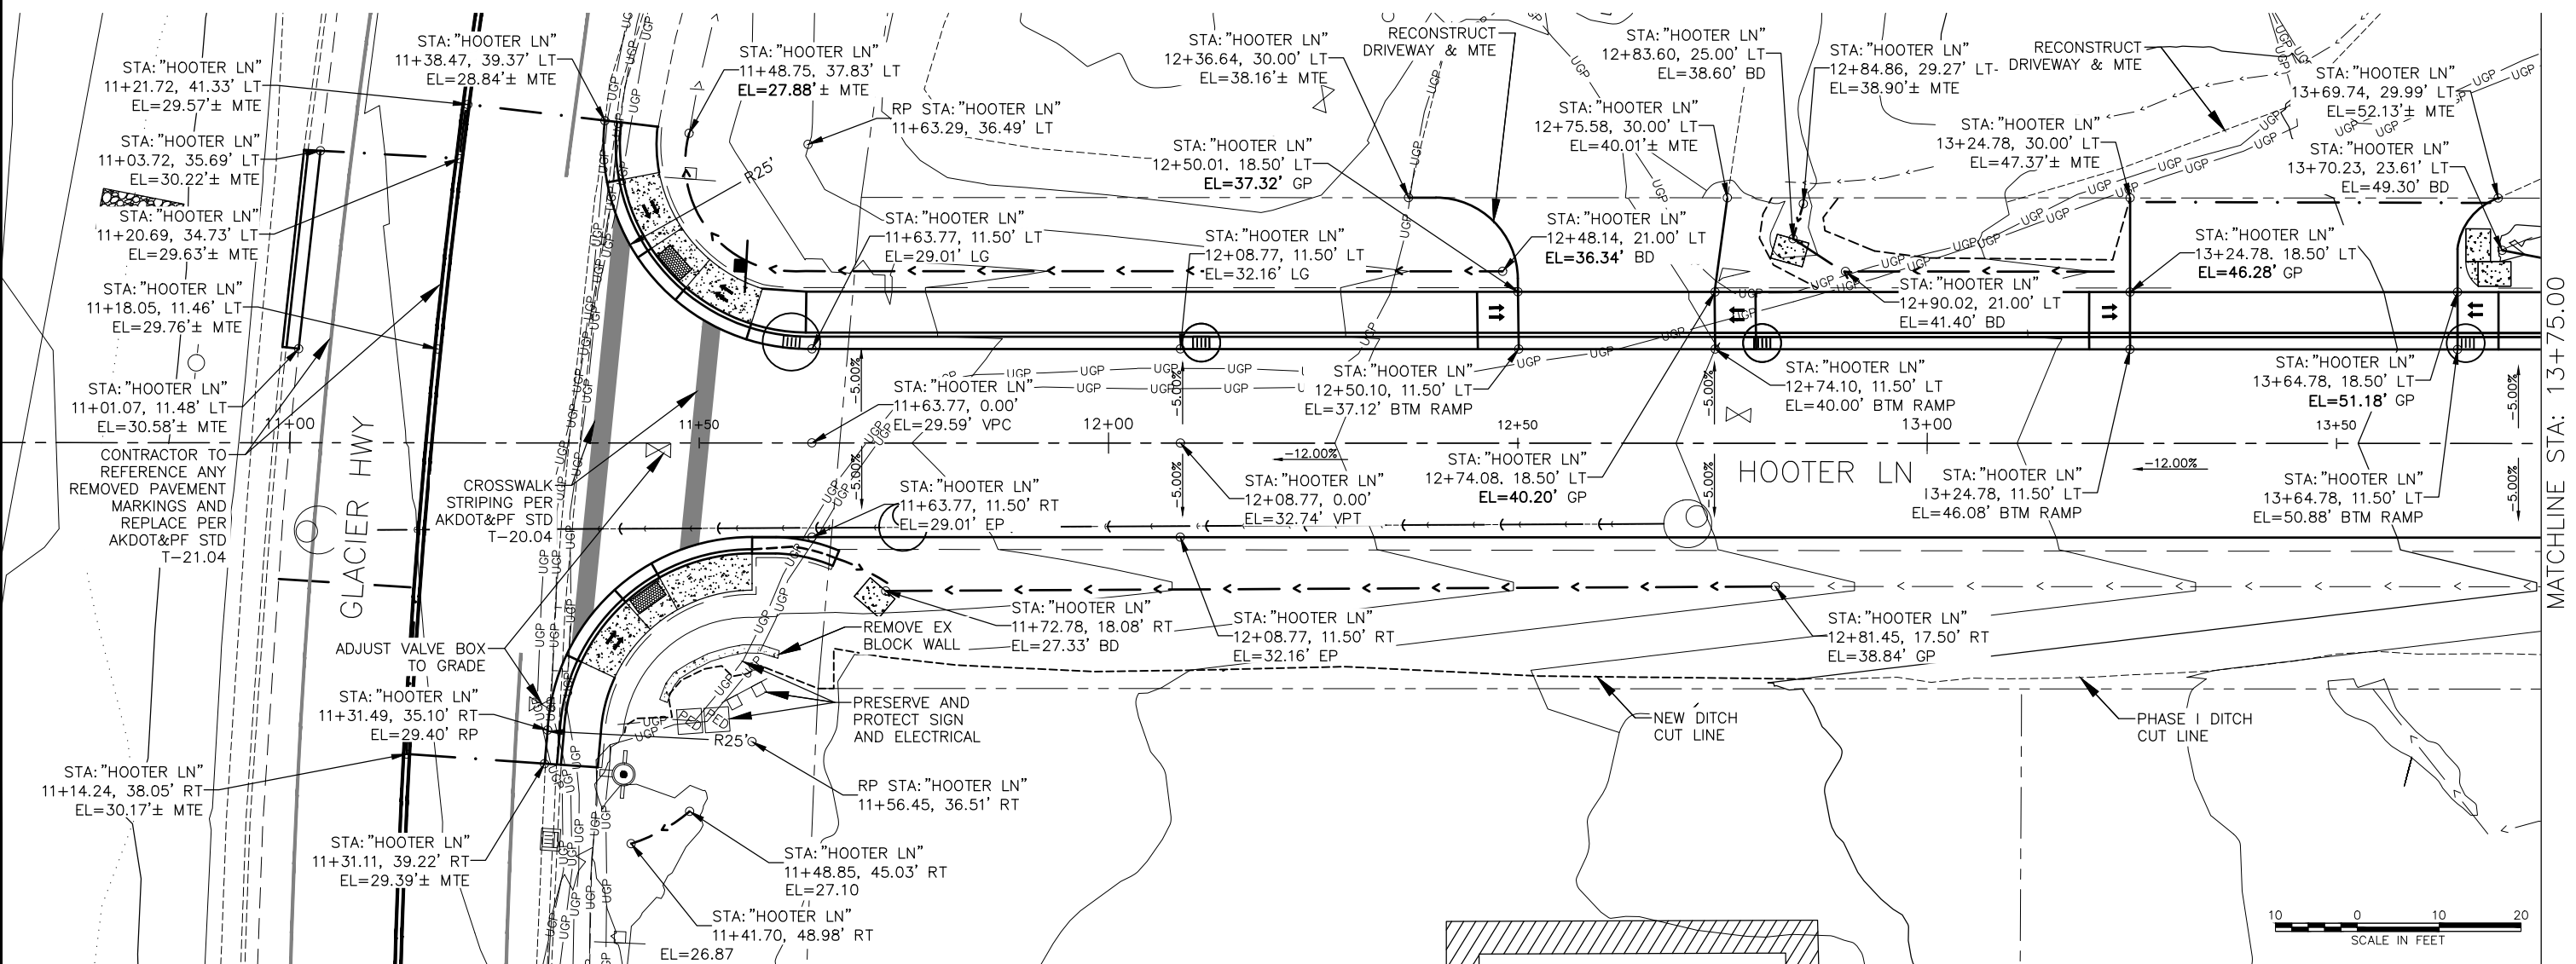 STA:"HOOTER LN"
11+21.72, 41.33' LT
EL=29.57'± MTE
STA:"HOOTER LN"
11+03.72, 35.69' LT
EL=30.22'± MTE
STA:"HOOTER LN"
11+20.69, 34.73' LT
EL=29.63'± MTE
STA:"HOOTER LN"
11+18.05, 11.46' LT
EL=29.76'± MTE
STA:"HOOTER LN"
11+01.07, 11.48' LT
EL=30.58'± MTE
CONTRACTOR TO
REFERENCE ANY
REMOVED PAVEMENT
MARKINGS AND
REPLACE PER
AKDOT&PF STD
T-21.04
STA:"HOOTER LN"
11+38.47, 39.37' LT
EL=28.84'± MTE
STA:"HOOTER LN"
11+48.75, 37.83' LT
EL=27.88'± MTE
RP STA:"HOOTER LN"
11+63.29, 36.49' LT
R25'
STA:"HOOTER LN"
11+63.77, 11.50' LT
EL=29.01' LG
STA:"HOOTER LN"
12+36.64, 30.00' LT
EL=38.16'± MTE
RECONSTRUCT
DRIVEWAY & MTE
STA:"HOOTER LN"
12+50.01, 18.50' LT
EL=37.32' GP
STA:"HOOTER LN"
12+08.77, 11.50' LT
EL=32.16' LG
STA:"HOOTER LN"
12+83.60, 25.00' LT
EL=38.60' BD
STA:"HOOTER LN"
12+75.58, 30.00' LT
EL=40.01'± MTE
STA:"HOOTER LN"
12+48.14, 21.00' LT
EL=36.34' BD
STA:"HOOTER LN"
12+84.86, 29.27' LT
EL=38.90'± MTE
RECONSTRUCT
DRIVEWAY & MTE
STA:"HOOTER LN"
13+24.78, 30.00' LT
EL=47.37'± MTE
STA:"HOOTER LN"
13+69.74, 29.99' LT
EL=52.13'± MTE
STA:"HOOTER LN"
13+70.23, 23.61' LT
EL=49.30' BD
STA:"HOOTER LN"
13+24.78, 18.50' LT
EL=46.28' GP
STA:"HOOTER LN"
12+90.02, 21.00' LT
EL=41.40' BD
STA:"HOOTER LN"
11+63.77, 0.00'
EL=29.59' VPC
STA:"HOOTER LN"
12+50.10, 11.50' LT
EL=37.12' BTM RAMP
STA:"HOOTER LN"
12+74.10, 11.50' LT
EL=40.00' BTM RAMP
STA:"HOOTER LN"
13+64.78, 18.50' LT
EL=51.18' GP
11+00
11+50
12+00
12+50
13+00
13+50
GLACIER HWY
HOOTER LN
-5.00%
-5.00%
-5.00%
-5.00%
-5.00%
-5.00%
-5.00%
-12.00%
-12.00%
CROSSWALK
STRIPING PER
AKDOT&PF STD
T-20.04
STA:"HOOTER LN"
11+63.77, 11.50' RT
EL=29.01' EP
STA:"HOOTER LN"
12+08.77, 0.00'
EL=32.74' VPT
STA:"HOOTER LN"
12+74.08, 18.50' LT
EL=40.20' GP
STA:"HOOTER LN"
13+24.78, 11.50' LT
EL=46.08' BTM RAMP
STA:"HOOTER LN"
13+64.78, 11.50' LT
EL=50.88' BTM RAMP
ADJUST VALVE BOX
TO GRADE
STA:"HOOTER LN"
11+31.49, 35.10' RT
EL=29.40' RP
STA:"HOOTER LN"
11+14.24, 38.05' RT
EL=30.17'± MTE
STA:"HOOTER LN"
11+31.11, 39.22' RT
EL=29.39'± MTE
REMOVE EX
BLOCK WALL
STA:"HOOTER LN"
11+72.78, 18.08' RT
EL=27.33' BD
STA:"HOOTER LN"
12+08.77, 11.50' RT
EL=32.16' EP
STA:"HOOTER LN"
12+81.45, 17.50' RT
EL=38.84' GP
PRESERVE AND
PROTECT SIGN
AND ELECTRICAL
PED
PED
R25'
RP STA:"HOOTER LN"
11+56.45, 36.51' RT
STA:"HOOTER LN"
11+48.85, 45.03' RT
EL=27.10
STA:"HOOTER LN"
11+41.70, 48.98' RT
EL=26.87
NEW DITCH
CUT LINE
PHASE I DITCH
CUT LINE
UGP
UGP
UGP
UGP
UGP
UGP
UGP
UGP
MATCHLINE STA: 13+75.00
10 0 10 20
SCALE IN FEET